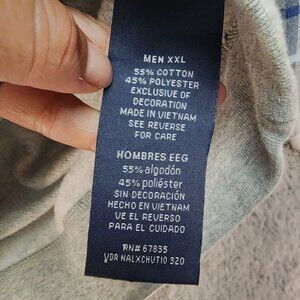 MEN XXL
55% COTTON
45% POLYESTER
EXCLUSIVE OF
DECORATION
MADE IN VIETNAM
SEE REVERSE
FOR CARE
HOMBRES EEG
55% algodón
45% poliéster
SIN DECORACIÓN
HECHO EN VIETNAM
VE EL REVERSO
PARA EL CUIDADO
RN# 67835
VDR NALXCHUTIO 320